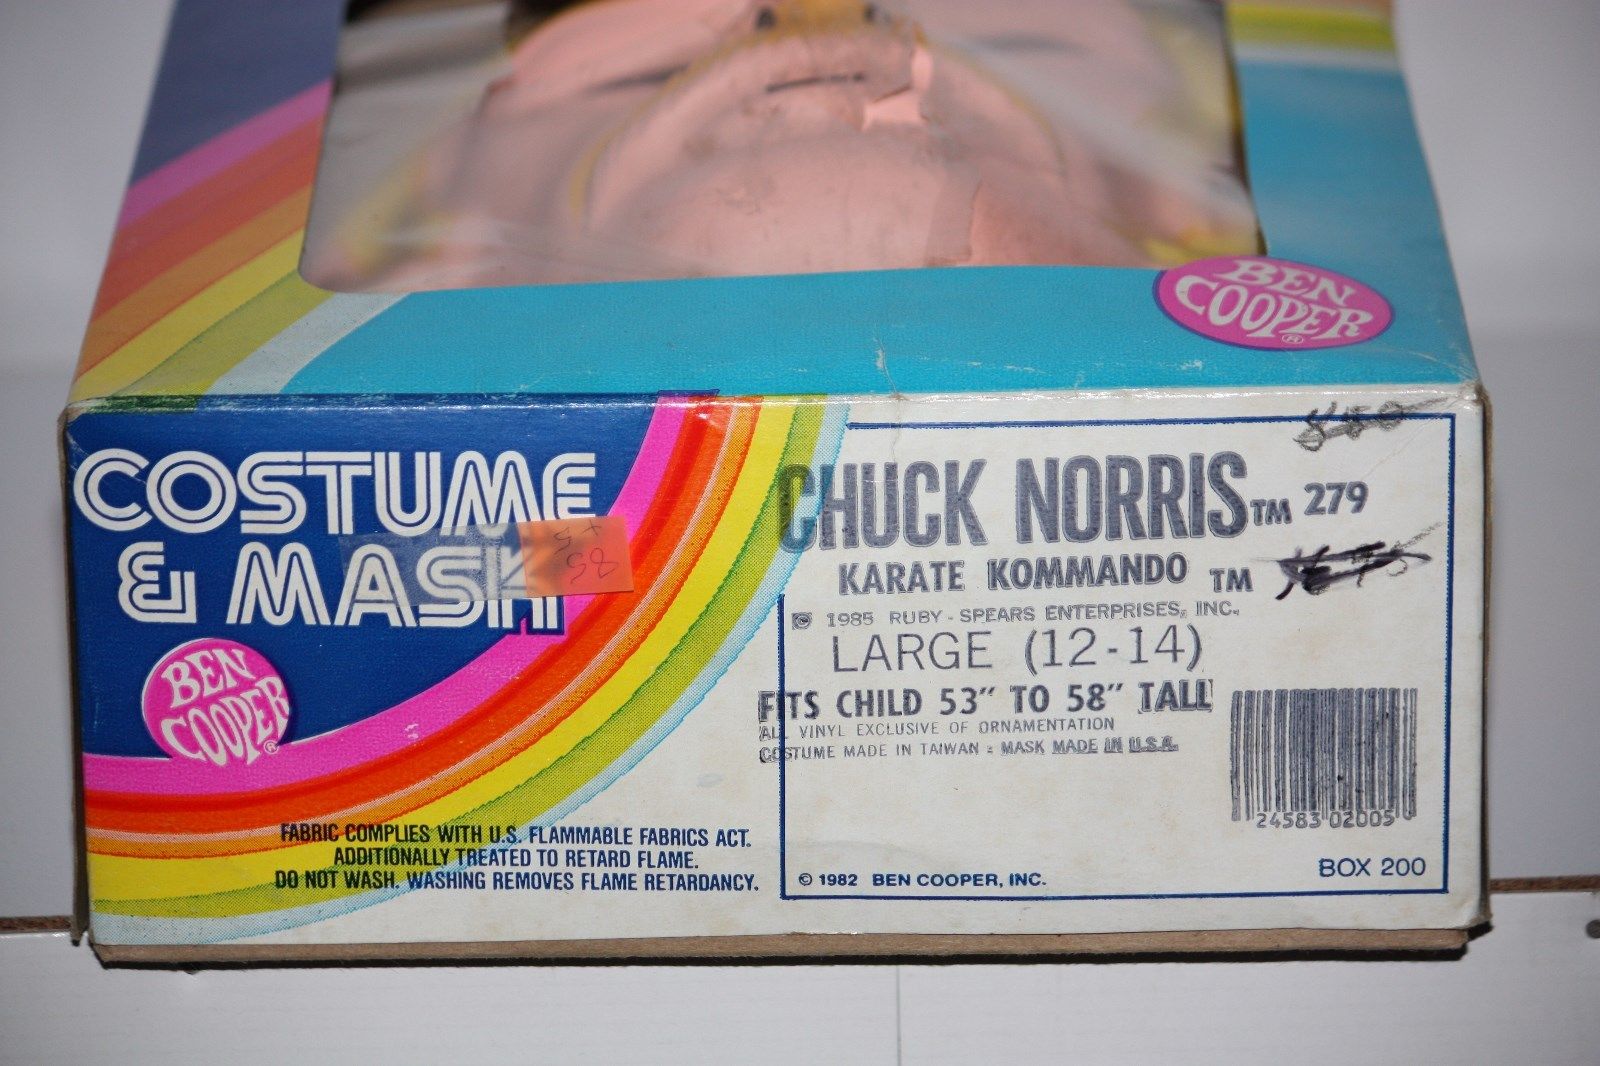 BEN
COOPER®
COSTUME
& MASK
BEN
COOPER®
CHUCK NORRIS TM 279
KARATE KOMMANDO TM
© 1985 RUBY-SPEARS ENTERPRISES, INC.
LARGE (12-14)
FITS CHILD 53" TO 58" TALL
ALL VINYL EXCLUSIVE OF ORNAMENTATION
COSTUME MADE IN TAIWAN : MASK MADE IN U.S.A.
24583 02005
FABRIC COMPLIES WITH U.S. FLAMMABLE FABRICS ACT.
ADDITIONALLY TREATED TO RETARD FLAME.
DO NOT WASH. WASHING REMOVES FLAME RETARDANCY.
© 1982 BEN COOPER, INC.
BOX 200